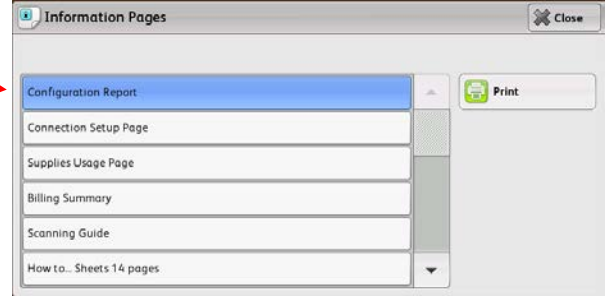 Information Pages
Close
Configuration Report
Print
Connection Setup Page
Supplies Usage Page
Billing Summary
Scanning Guide
How to... Sheets 14 pages